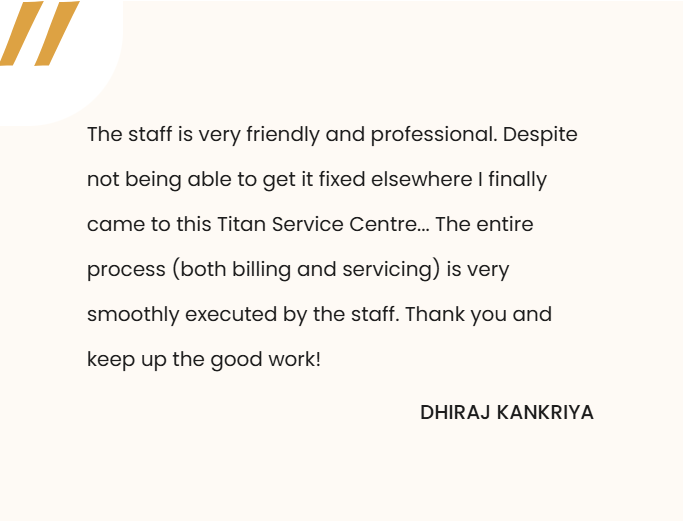 The staff is very friendly and professional. Despite
not being able to get it fixed elsewhere I finally
came to this Titan Service Centre... The entire
process (both billing and servicing) is very
smoothly executed by the staff. Thank you and
keep up the good work!
DHIRAJ KANKRIYA